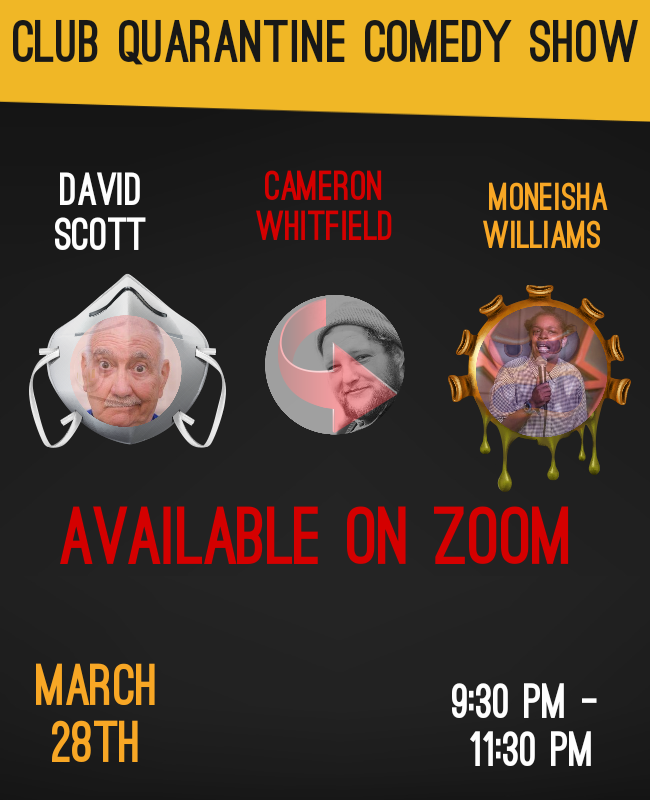 CLUB QUARANTINE COMEDY SHOW
DAVID
SCOTT
CAMERON
WHITFIELD
MONEISHA
WILLIAMS
AVAILABLE ON ZOOM
MARCH
28TH
9:30 PM -
11:30 PM